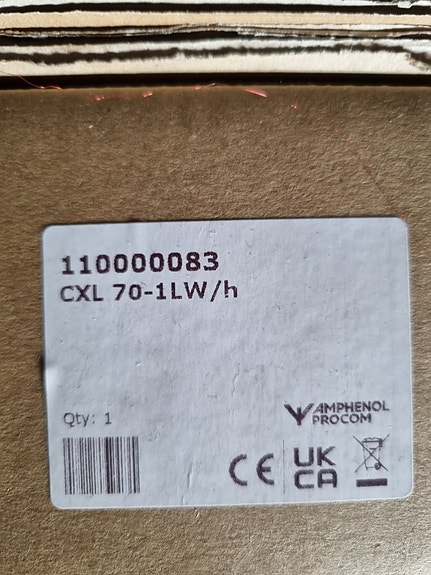 110000083
CXL 70-1LW/h
Qty: 1
AMPHENOL
PROCOM
CE
UK
CA